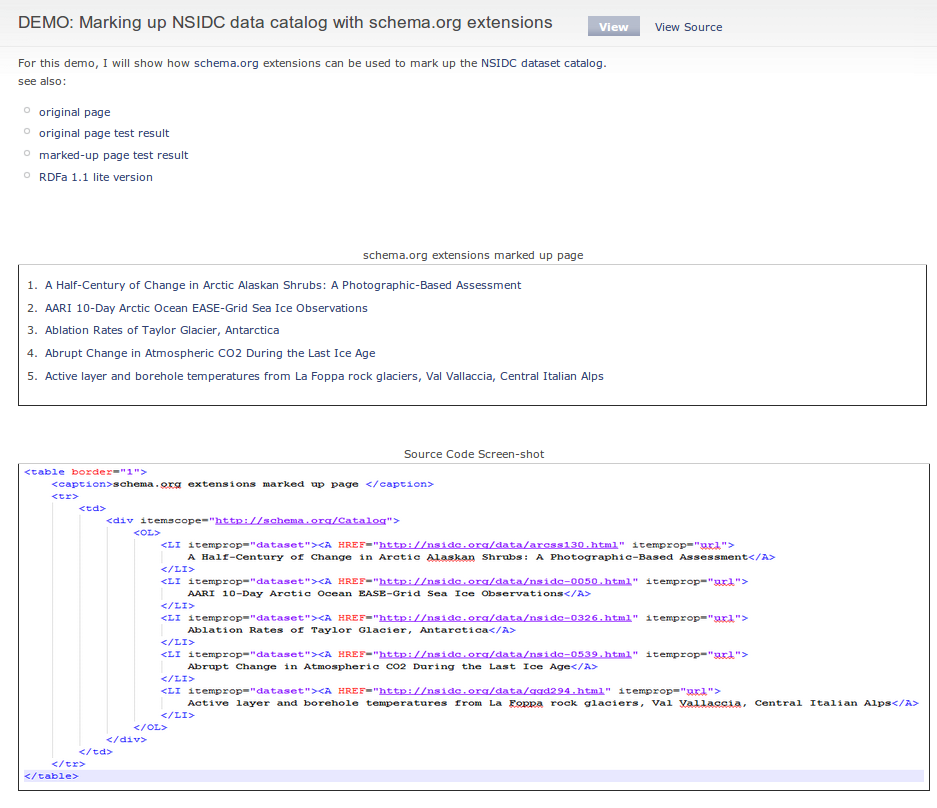 DEMO: Marking up NSIDC data catalog with schema.org extensions
View
View Source
For this demo, I will show how schema.org extensions can be used to mark up the NSIDC dataset catalog.
see also:
original page
original page test result
marked-up page test result
RDFa 1.1 lite version
schema.org extensions marked up page
1. A Half-Century of Change in Arctic Alaskan Shrubs: A Photographic-Based Assessment
2. AARI 10-Day Arctic Ocean EASE-Grid Sea Ice Observations
3. Ablation Rates of Taylor Glacier, Antarctica
4. Abrupt Change in Atmospheric CO2 During the Last Ice Age
5. Active layer and borehole temperatures from La Foppa rock glaciers, Val Vallaccia, Central Italian Alps
Source Code Screen-shot
<table border="1">
<caption>schema.org extensions marked up page </caption>
<tr>
<td>
<div itemscope="http://schema.org/Catalog">
<OL>
<LI itemprop="dataset"><A HREF="http://nsidc.org/data/arcss130.html" itemprop="url">
A Half-Century of Change in Arctic Alaskan Shrubs: A Photographic-Based Assessment</A>
</LI>
<LI itemprop="dataset"><A HREF="http://nsidc.org/data/nsidc-0050.html" itemprop="url">
AARI 10-Day Arctic Ocean EASE-Grid Sea Ice Observations</A>
</LI>
<LI itemprop="dataset"><A HREF="http://nsidc.org/data/nsidc-0326.html" itemprop="url">
Ablation Rates of Taylor Glacier, Antarctica</A>
</LI>
<LI itemprop="dataset"><A HREF="http://nsidc.org/data/nsidc-0539.html" itemprop="url">
Abrupt Change in Atmospheric CO2 During the Last Ice Age</A>
</LI>
<LI itemprop="dataset"><A HREF="http://nsidc.org/data/ggd294.html" itemprop="url">
Active layer and borehole temperatures from La Foppa rock glaciers, Val Vallaccia, Central Italian Alps</A>
</LI>
</OL>
</div>
</td>
</tr>
</table>